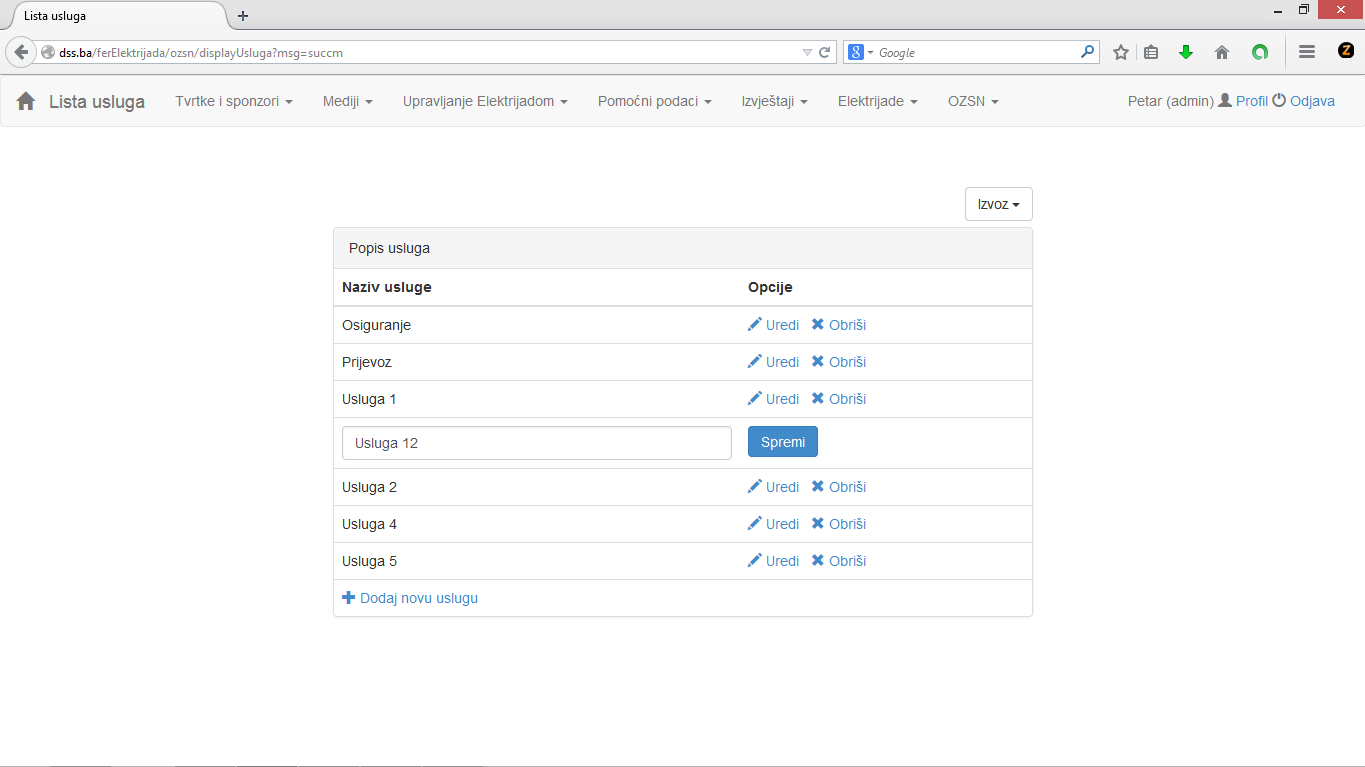 Lista usluga
dss.ba/ferElektrijada/ozsn/displayUsluga?msg=succm
Google
Lista usluga Tvrtke i sponzori Mediji Upravljanje Elektrijadom Pomoćni podaci Izvještaji Elektrijade OZSN Petar (admin) Profil Odjava
Izvoz
Popis usluga
Naziv usluge Opcije
Osiguranje Uredi Obriši
Prijevoz Uredi Obriši
Usluga 1 Uredi Obriši
Usluga 12 Spremi
Usluga 2 Uredi Obriši
Usluga 4 Uredi Obriši
Usluga 5 Uredi Obriši
Dodaj novu uslugu